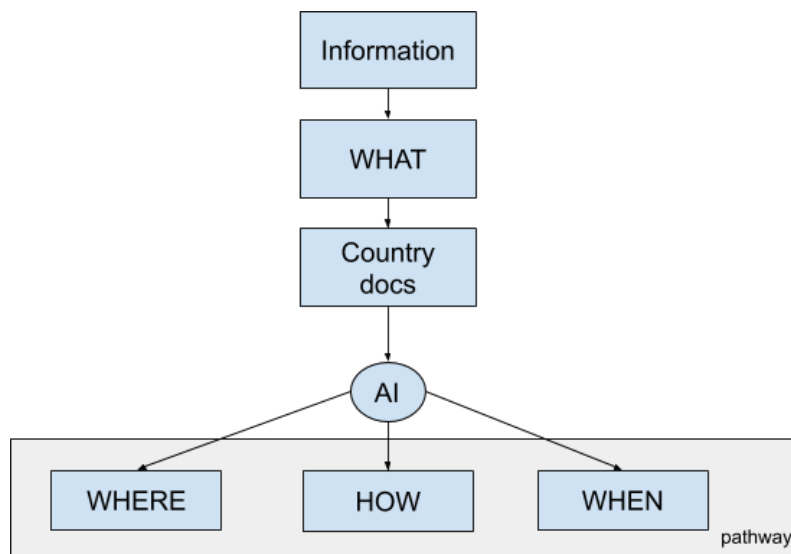 Information
WHAT
Country
docs
AI
WHERE
HOW
WHEN
pathway